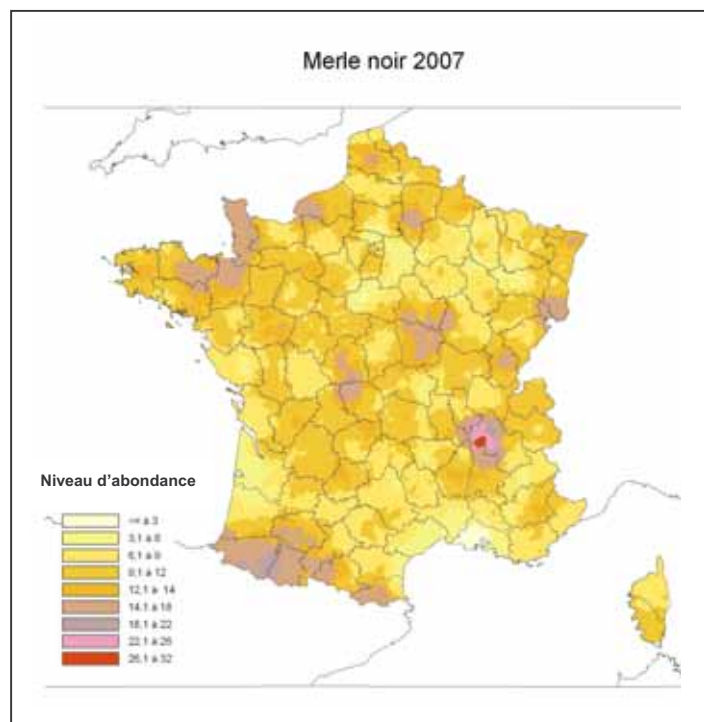 Merle noir 2007
Niveau d'abondance
<= à 3
3,1 à 6
6,1 à 9
9,1 à 12
12,1 à 14
14,1 à 18
18,1 à 22
22,1 à 26
26,1 à 32